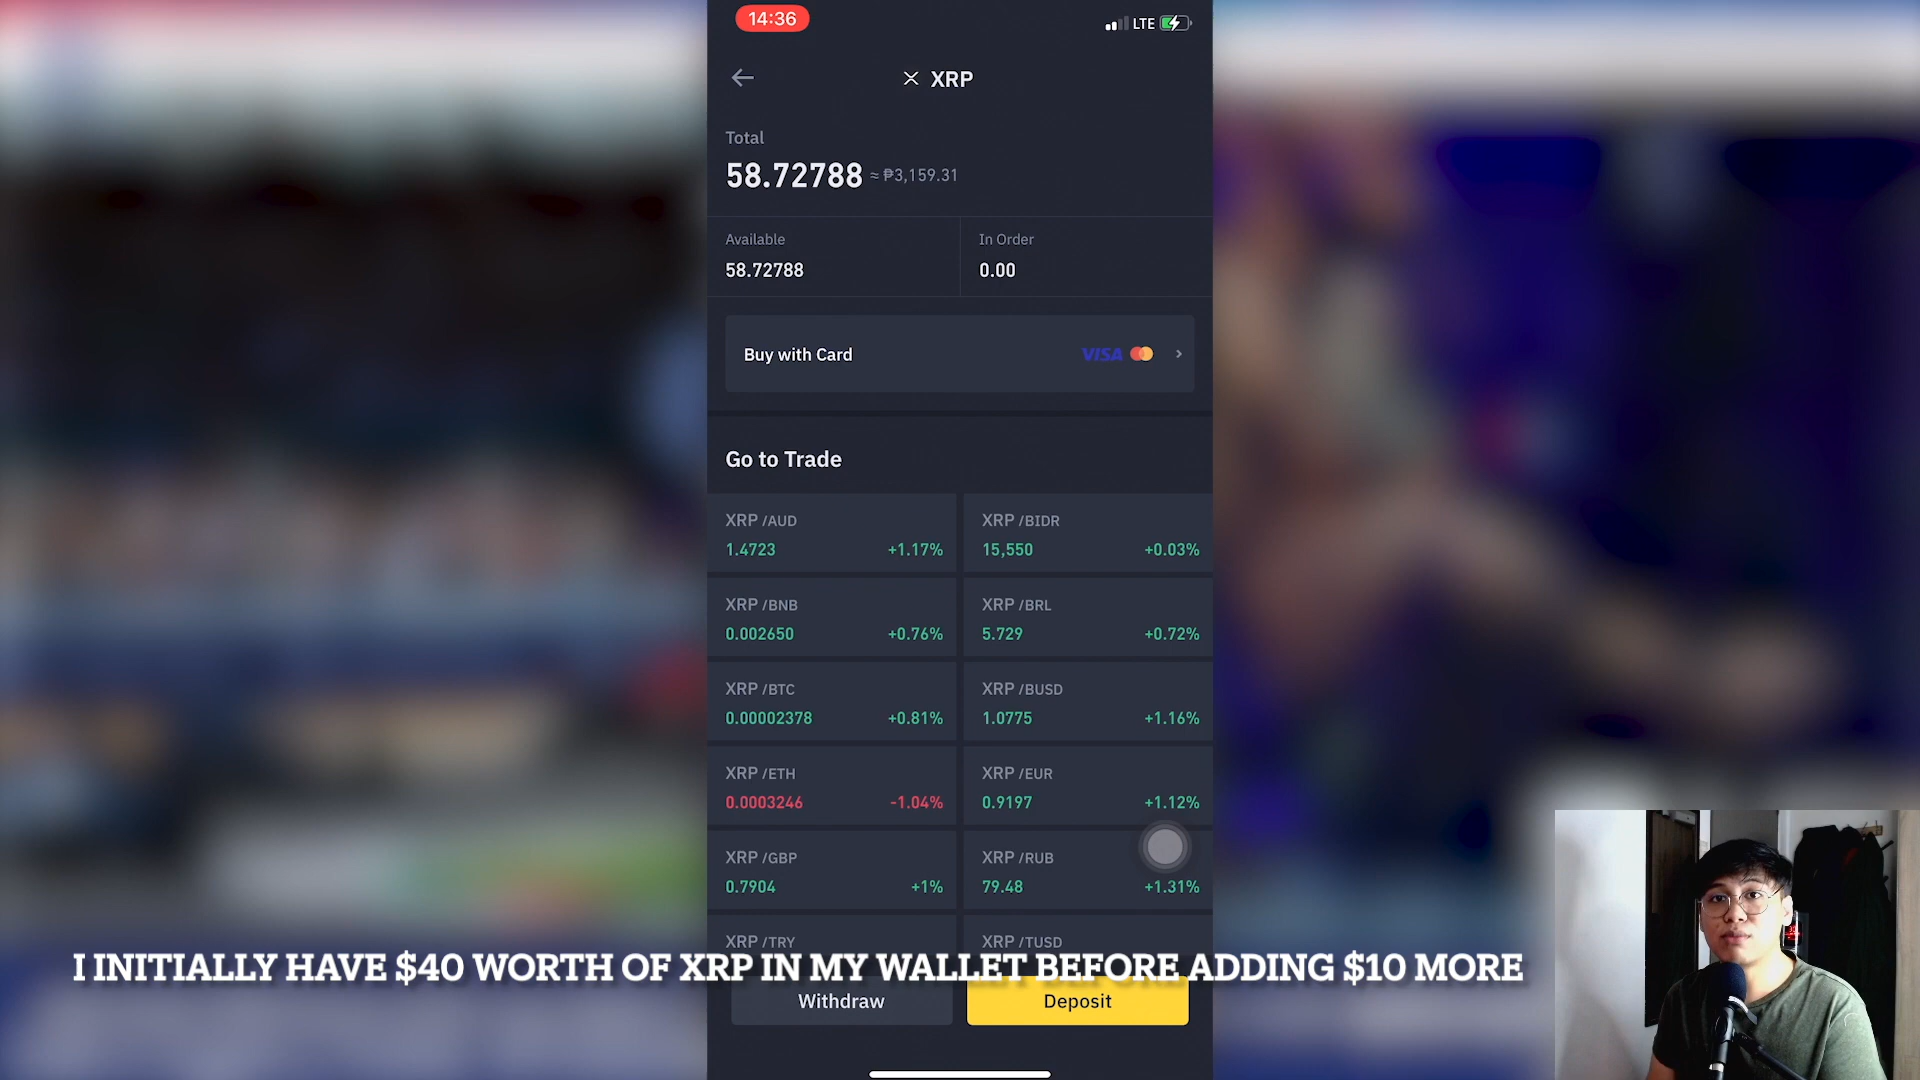 14:36
LTE
XRP
Total
58.72788 ≈ ₱3,159.31
Available
58.72788
In Order
0.00
Buy with Card
VISA
Go to Trade
XRP /AUD
1.4723 +1.17%
XRP /BIDR
15,550 +0.03%
XRP /BNB
0.002650 +0.76%
XRP /BRL
5.729 +0.72%
XRP /BTC
0.00002378 +0.81%
XRP /BUSD
1.0775 +1.16%
XRP /ETH
0.0003246 -1.04%
XRP /EUR
0.9197 +1.12%
XRP /GBP
0.7904 +1%
XRP /RUB
79.48 +1.31%
XRP /TRY
XRP /TUSD
I INITIALLY HAVE $40 WORTH OF XRP IN MY WALLET BEFORE ADDING $10 MORE
Withdraw
Deposit